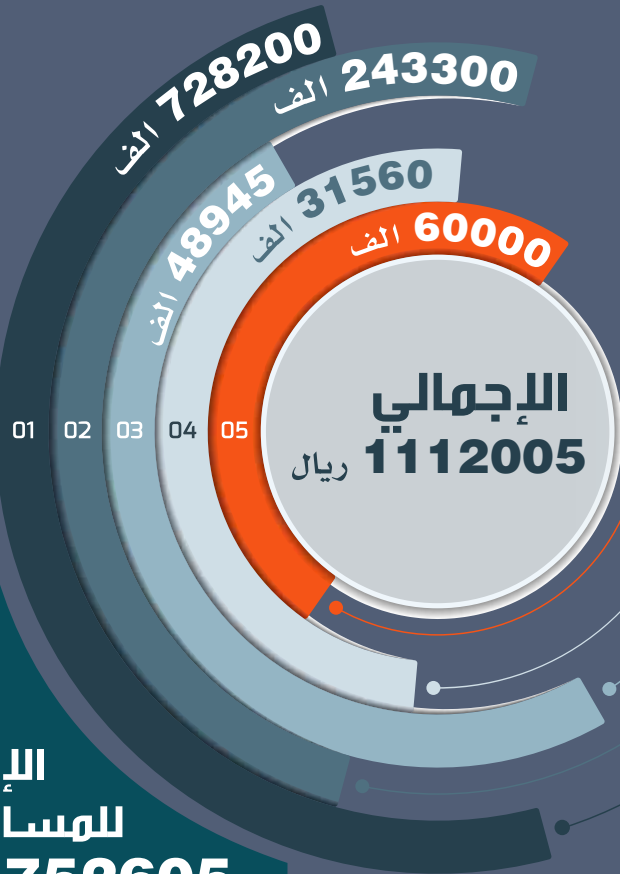 728200 الف
243300 الف
48945 الف
31560 الف
60000 الف
01 02 03 04 05
الإجمالي
1112005 ريال